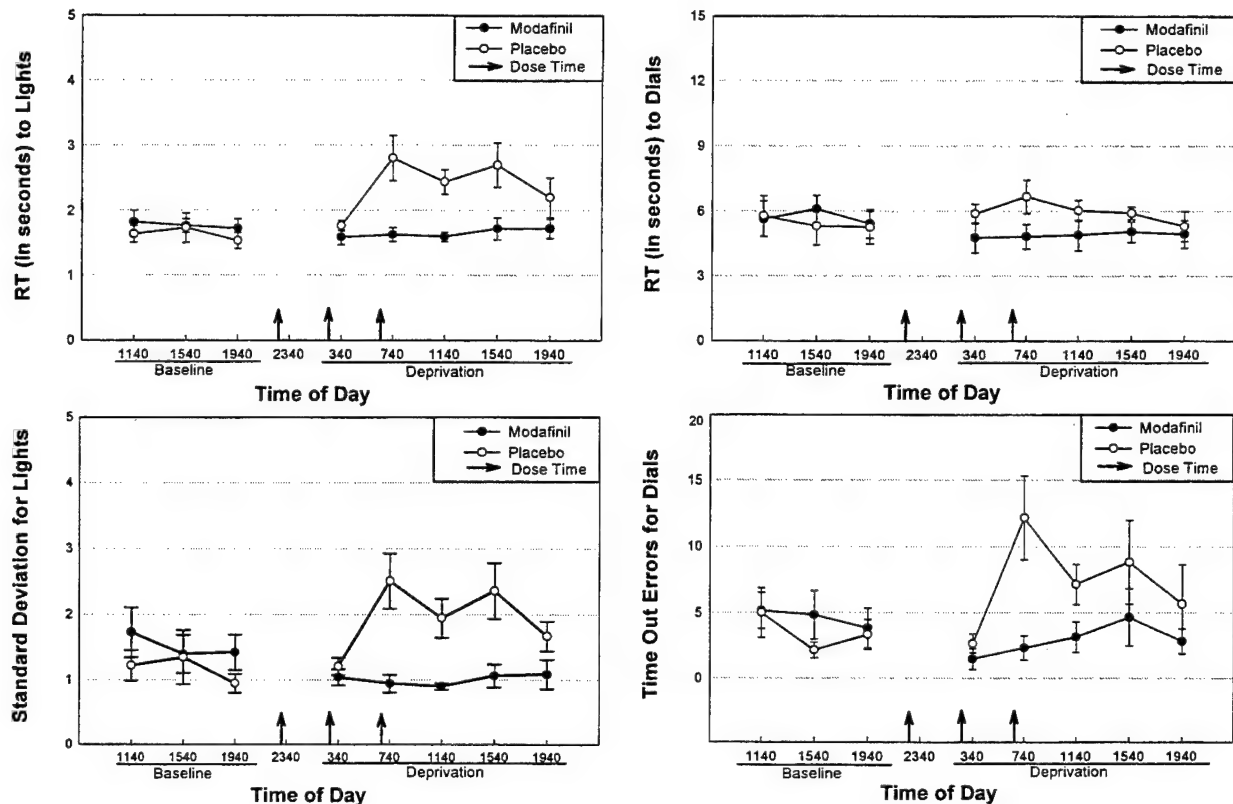 RT (in seconds) to Lights
5
4
3
2
1
0
Modafinil
Placebo
Dose Time
1140 1540 1940 2340 340 740 1140 1540 1940
Baseline Deprivation
Time of Day
RT (in seconds) to Dials
15
12
9
6
3
0
Modafinil
Placebo
Dose Time
1140 1540 1940 2340 340 740 1140 1540 1940
Baseline Deprivation
Time of Day
Standard Deviation for Lights
5
4
3
2
1
0
Modafinil
Placebo
Dose Time
1140 1540 1940 2340 340 740 1140 1540 1940
Baseline Deprivation
Time of Day
Time Out Errors for Dials
20
15
10
5
0
Modafinil
Placebo
Dose Time
1140 1540 1940 2340 340 740 1140 1540 1940
Baseline Deprivation
Time of Day